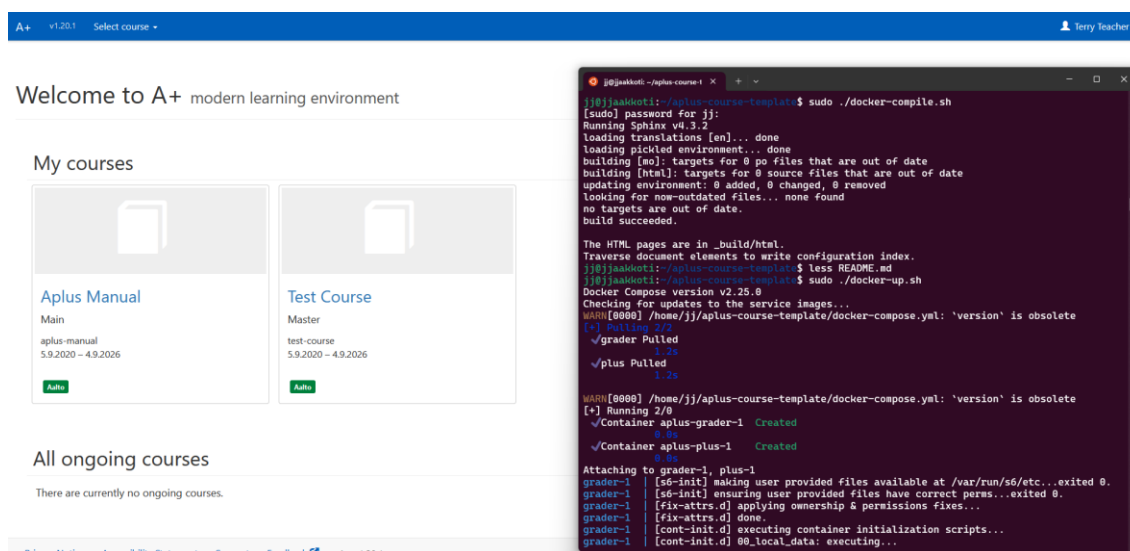 A+ v1.20.1 Select course Terry Teacher
Welcome to A+ modern learning environment
My courses
Aplus Manual
Main
aplus-manual
5.9.2020 – 4.9.2026
Aalto
Test Course
Master
test-course
5.9.2020 – 4.9.2026
Aalto
All ongoing courses
There are currently no ongoing courses.
jj@jjaakkoti: ~/aplus-course-t
jj@jjaakkoti:~/aplus-course-template$ sudo ./docker-compile.sh
[sudo] password for jj:
Running Sphinx v4.3.2
loading translations [en]... done
loading pickled environment... done
building [mo]: targets for 0 po files that are out of date
building [html]: targets for 0 source files that are out of date
updating environment: 0 added, 0 changed, 0 removed
looking for now-outdated files... none found
no targets are out of date.
build succeeded.
The HTML pages are in _build/html.
Traverse document elements to write configuration index.
jj@jjaakkoti:~/aplus-course-template$ less README.md
jj@jjaakkoti:~/aplus-course-template$ sudo ./docker-up.sh
Docker Compose version v2.25.0
Checking for updates to the service images...
WARN[0000] /home/jj/aplus-course-template/docker-compose.yml: `version` is obsolete
[+] Pulling 2/2
✓grader Pulled
1.2s
✓plus Pulled
1.2s
WARN[0000] /home/jj/aplus-course-template/docker-compose.yml: `version` is obsolete
[+] Running 2/0
✓Container aplus-grader-1 Created
0.0s
✓Container aplus-plus-1 Created
0.0s
Attaching to grader-1, plus-1
grader-1 | [s6-init] making user provided files available at /var/run/s6/etc...exited 0.
grader-1 | [s6-init] ensuring user provided files have correct perms...exited 0.
grader-1 | [fix-attrs.d] applying ownership & permissions fixes...
grader-1 | [fix-attrs.d] done.
grader-1 | [cont-init.d] executing container initialization scripts...
grader-1 | [cont-init.d] 00_local_data: executing...